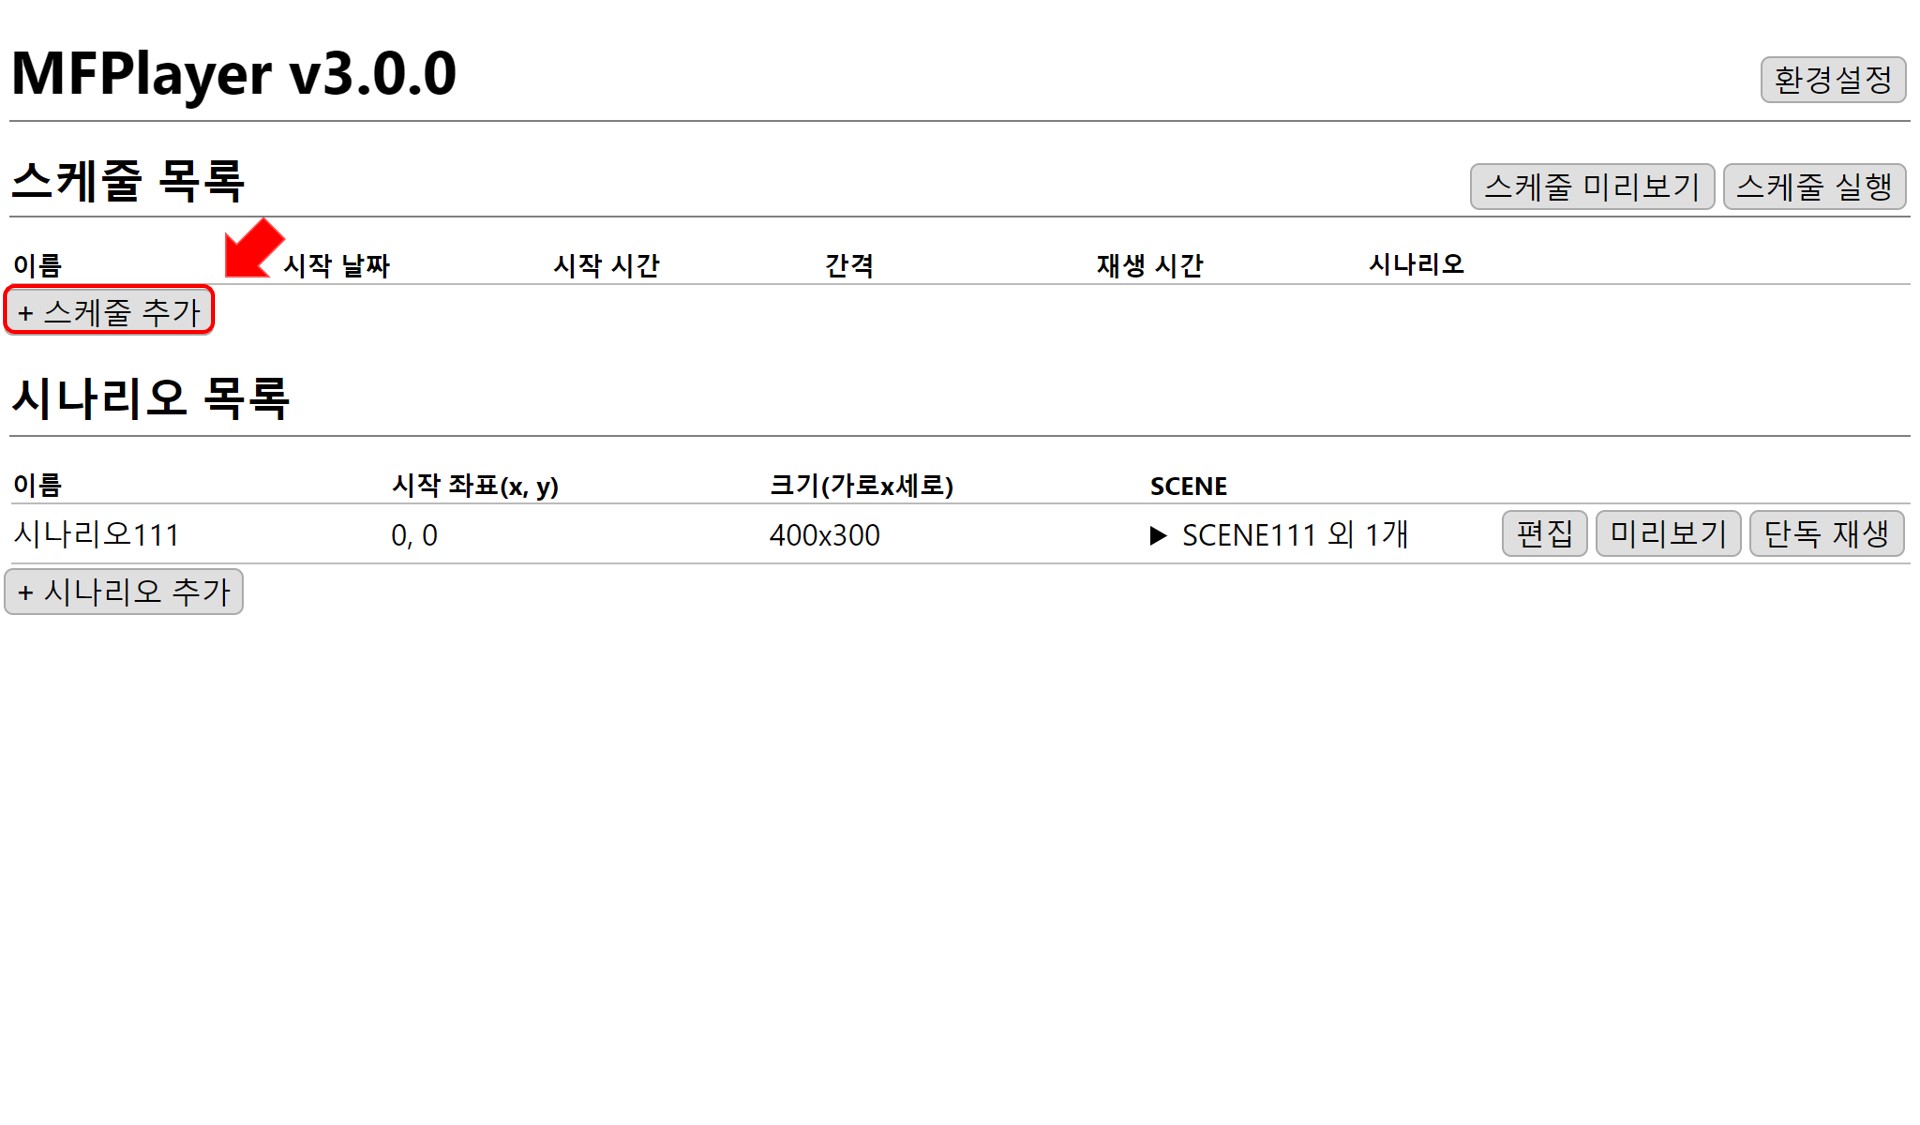 MFPlayer v3.0.0 환경설정
스케줄 목록 스케줄 미리보기 스케줄 실행
이름 시작 날짜 시작 시간 간격 재생 시간 시나리오
+ 스케줄 추가
시나리오 목록
이름 시작 좌표(x, y) 크기(가로x세로) SCENE
시나리오111 0, 0 400x300 ▶ SCENE111 외 1개 편집 미리보기 단독 재생
+ 시나리오 추가